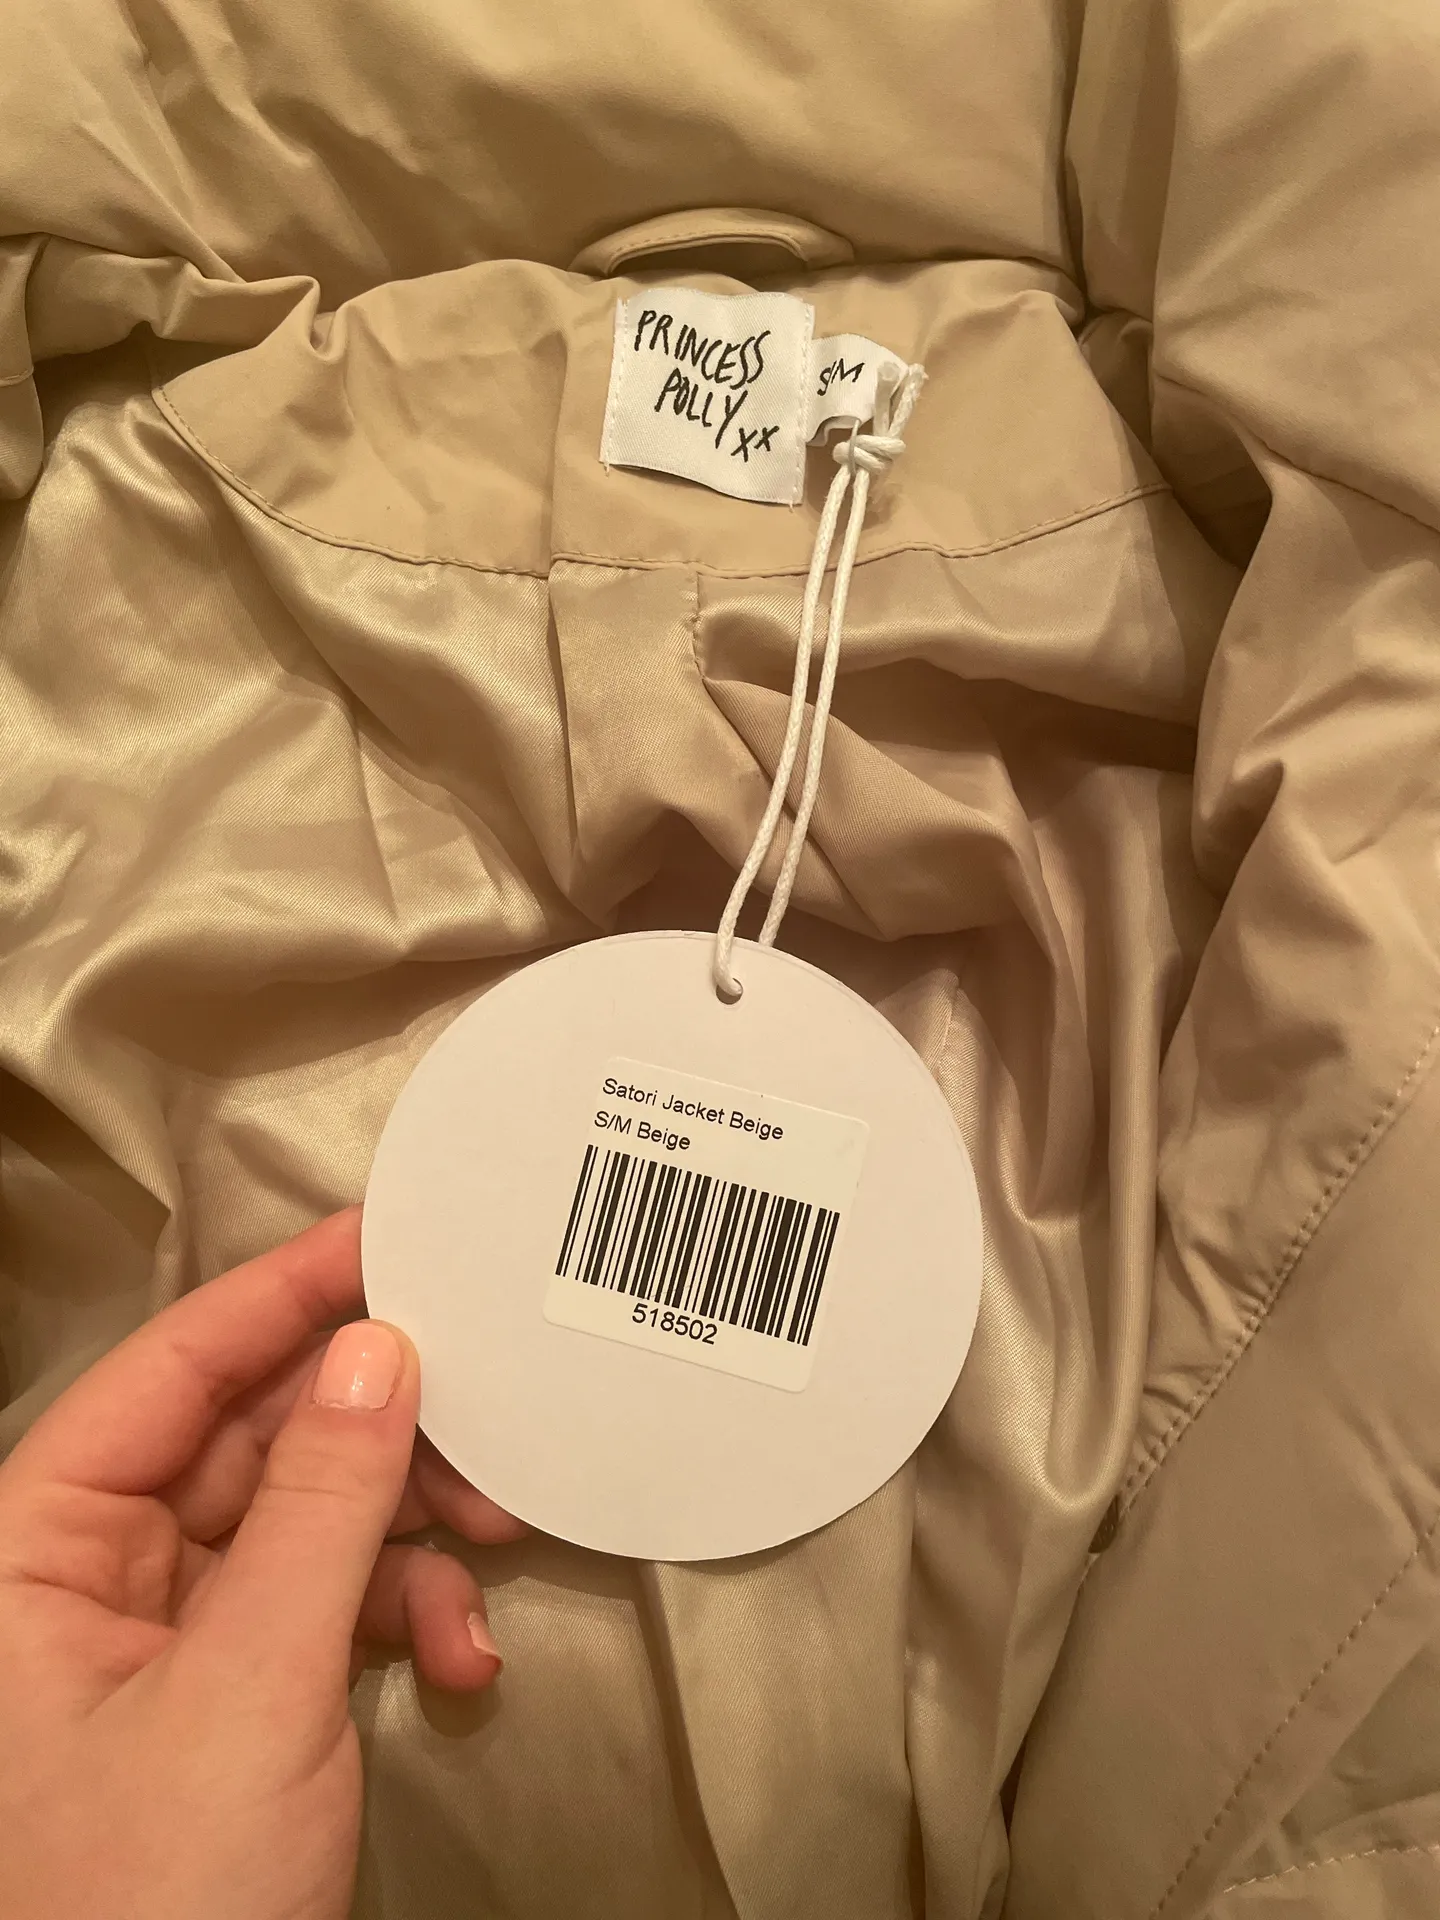 PRINCESS
POLLY
xx
S/M
Satori Jacket Beige
S/M Beige
518502